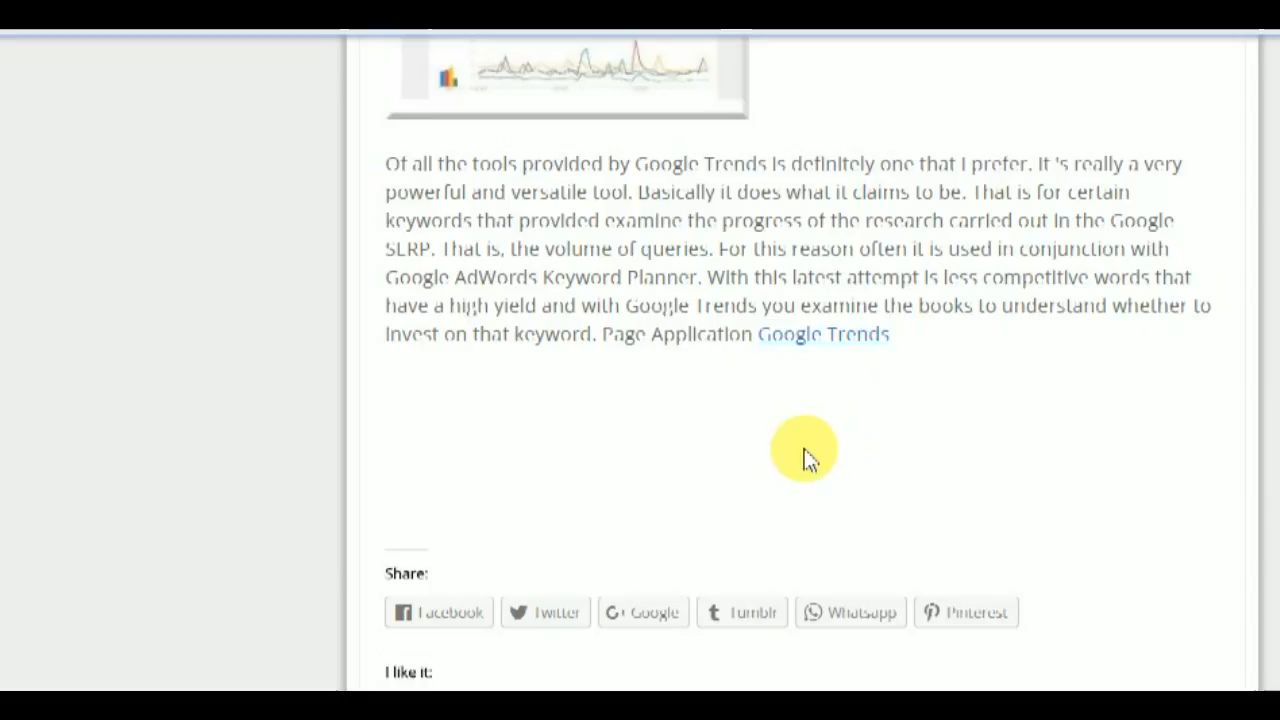 Of all the tools provided by Google Trends is definitely one that I prefer. It 's really a very
powerful and versatile tool. Basically it does what it claims to be. That is for certain
keywords that provided examine the progress of the research carried out in the Google
SERP. That is, the volume of queries. For this reason often it is used in conjunction with
Google AdWords Keyword Planner. With this latest attempt is less competitive words that
have a high yield and with Google Trends you examine the books to understand whether to
invest on that keyword. Page Application Google Trends
Share:
Facebook Twitter G+ Google Tumblr Whatsapp Pinterest
I like it: